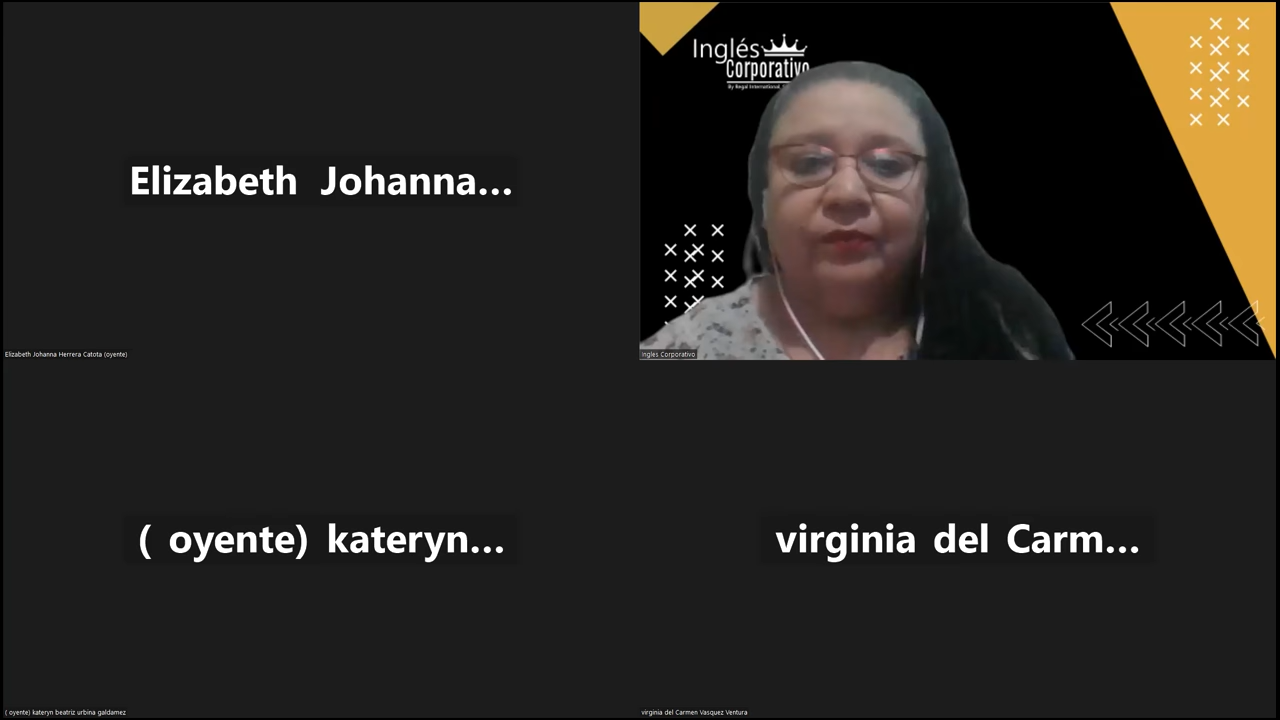 Elizabeth Johanna...
Elizabeth Johanna Herrera Catota (oyente)
Inglés
Corporativo
By Regal International
Ingles Corporativo
( oyente) kateryn...
( oyente) kateryn beatriz urbina galdamez
virginia del Carm...
virginia del Carmen Vasquez Ventura